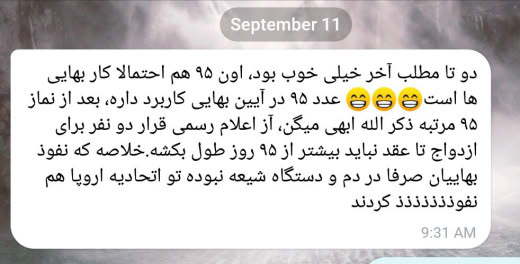 September 11
دو تا مطلب آخر خیلی خوب بود، اون ۹۵ هم احتمالا کار بهایی
ها است😁😁😁 عدد ۹۵ در آیین بهایی کاربرد داره، بعد از نماز
۹۵ مرتبه ذکر الله ابهی میگن، آز اعلام رسمی قرار دو نفر برای
ازدواج تا عقد نباید بیشتر از ۹۵ روز طول بکشه.خلاصه که نفوذ
بهاییان صرفا در دم و دستگاه شیعه نبوده تو اتحادیه اروپا هم
نفوذذذذذذذ کردند
9:31 AM